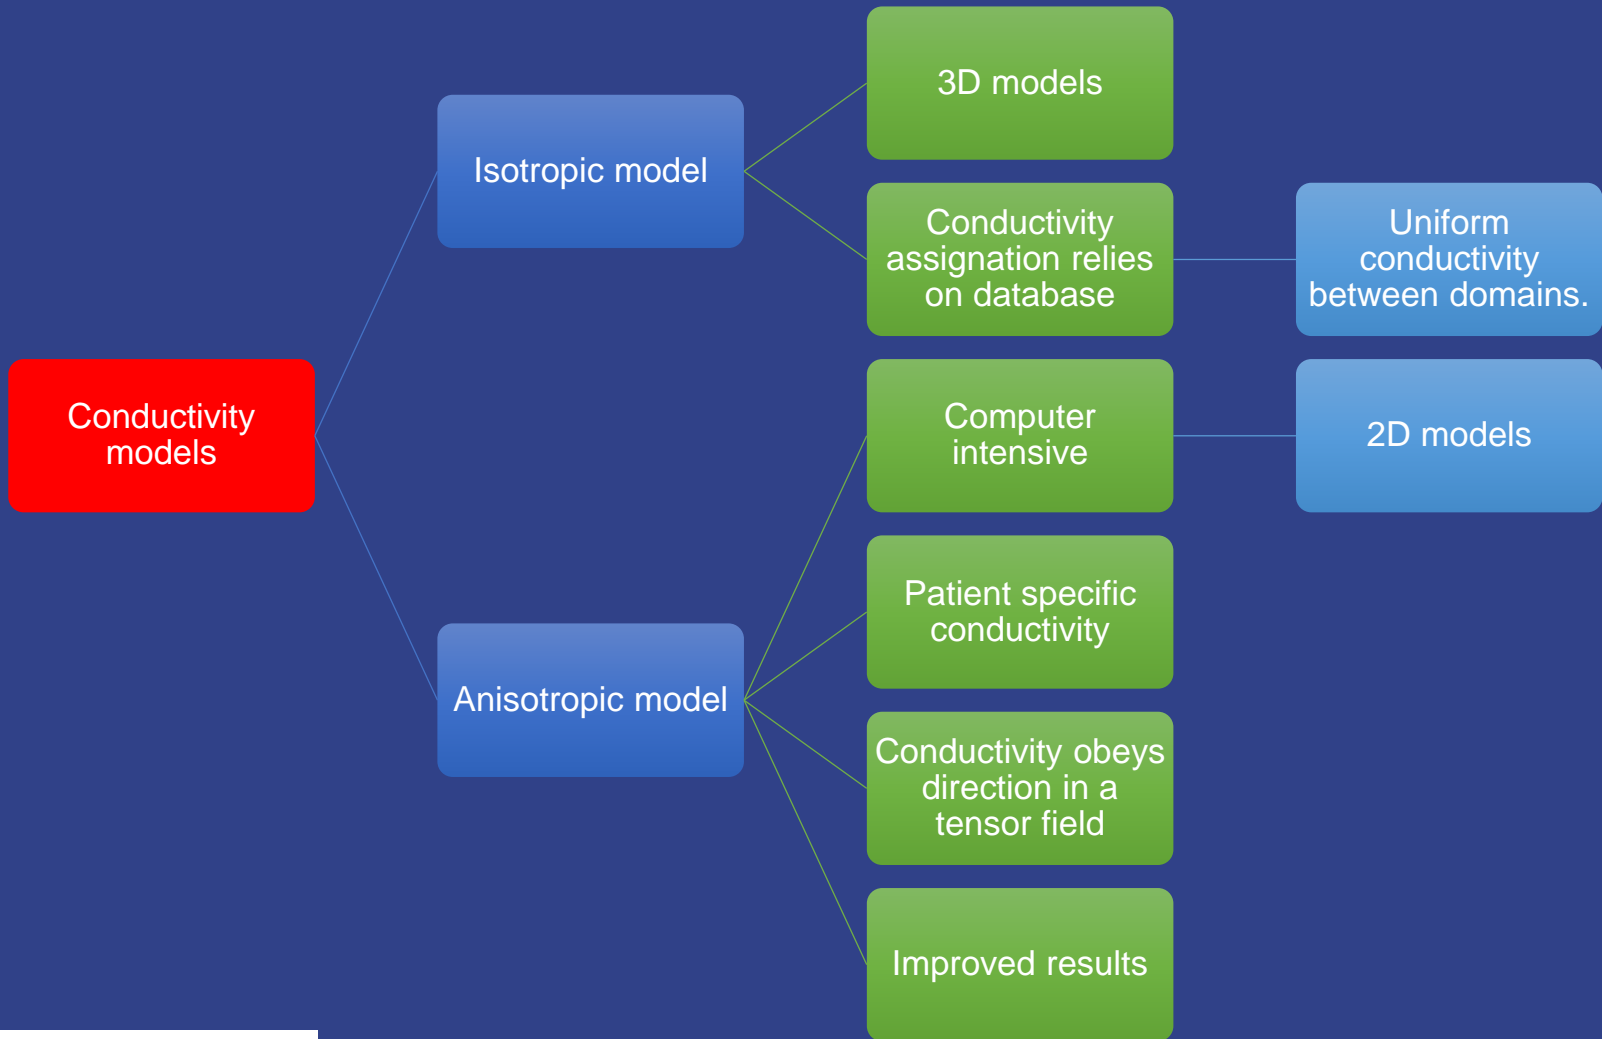 Conductivity
models
Isotropic model
3D models
Conductivity
assignation relies
on database
Uniform
conductivity
between domains.
Anisotropic model
Computer
intensive
2D models
Patient specific
conductivity
Conductivity obeys
direction in a
tensor field
Improved results